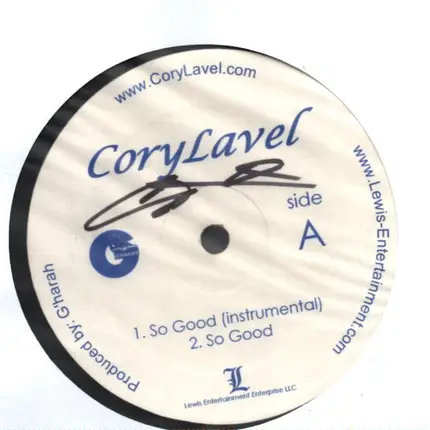 www.CoryLavel.com
CoryLavel
www.Lewis-Entertainment.com
side
A
Produced by: G'harah
1. So Good (instrumental)
2. So Good
L
Lewis Entertainment Enterprise LLC